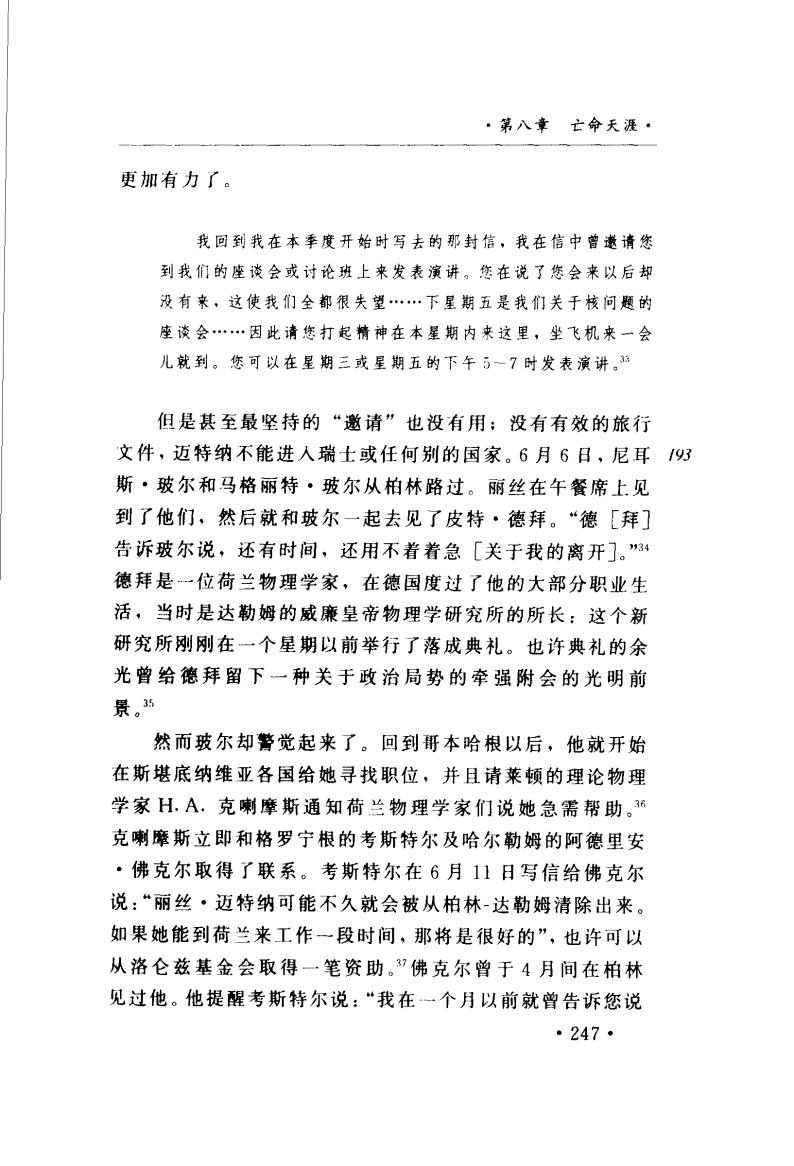 ·第八章 亡命天涯·
更加有力了。
我回到我在本季度开始时写去的那封信，我在信中曾邀请您
到我们的座谈会或讨论班上来发表演讲。您在说了您会来以后却
没有来，这使我们全都很失望……下星期五是我们关于核问题的
座谈会……因此请您打起精神在本星期内来这里，坐飞机来一会
儿就到。您可以在星期三或星期五的下午5—7时发表演讲。33
但是甚至最坚持的“邀请”也没有用；没有有效的旅行
文件，迈特纳不能进入瑞士或任何别的国家。6月6日，尼耳 193
斯·玻尔和马格丽特·玻尔从柏林路过。丽丝在午餐席上见
到了他们，然后就和玻尔一起去见了皮特·德拜。“德［拜］
告诉玻尔说，还有时间，还用不着着急［关于我的离开］。”34
德拜是一位荷兰物理学家，在德国度过了他的大部分职业生
活，当时是达勒姆的威廉皇帝物理学研究所的所长：这个新
研究所刚刚在一个星期以前举行了落成典礼。也许典礼的余
光曾给德拜留下一种关于政治局势的牵强附会的光明前
景。35
然而玻尔却警觉起来了。回到哥本哈根以后，他就开始
在斯堪底纳维亚各国给她寻找职位，并且请莱顿的理论物理
学家H.A.克喇摩斯通知荷兰物理学家们说她急需帮助。36
克喇摩斯立即和格罗宁根的考斯特尔及哈尔勒姆的阿德里安
·佛克尔取得了联系。考斯特尔在6月11日写信给佛克尔
说：“丽丝·迈特纳可能不久就会被从柏林-达勒姆清除出来。
如果她能到荷兰来工作一段时间，那将是很好的”，也许可以
从洛仑兹基金会取得一笔资助。37佛克尔曾于4月间在柏林
见过他。他提醒考斯特尔说：“我在一个月以前就曾告诉您说
·247·